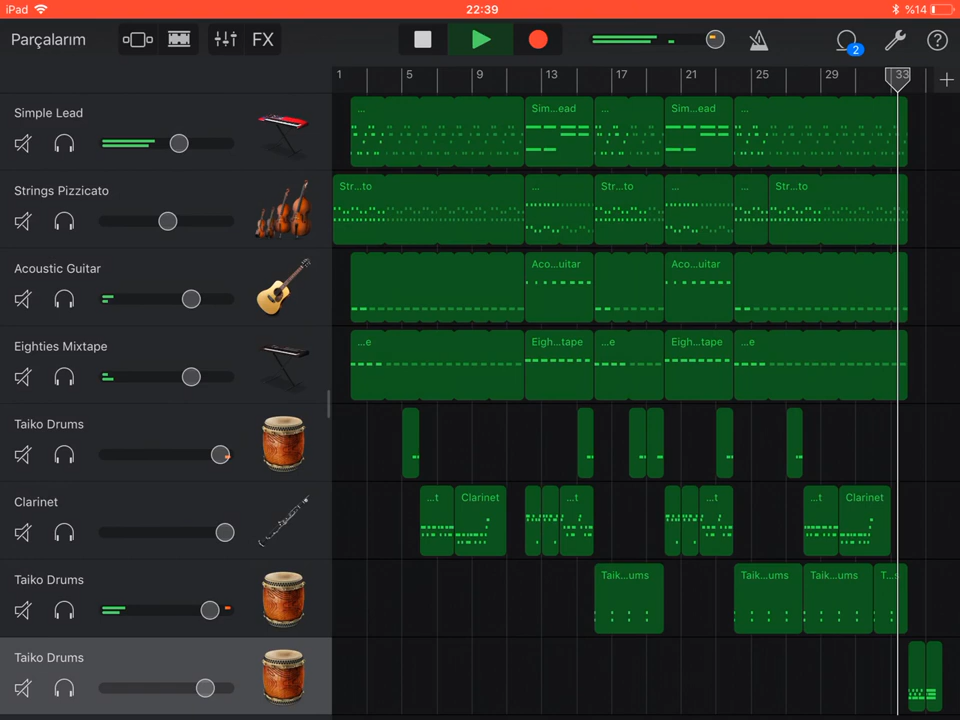 iPad 22:39 %14
Parçalarım FX 2
1 5 9 13 17 21 25 29 33
Simple Lead
... Sim...ead ... Sim...ead ...
Strings Pizzicato
Str...to ... Str...to ... ... Str...to
Acoustic Guitar
Aco...uitar Aco...uitar
Eighties Mixtape
...e Eigh...tape ...e Eigh...tape ...e
Taiko Drums
Clarinet
...t Clarinet ...t ...t ...t Clarinet
Taiko Drums
Taik...ums Taik...ums Taik...ums T...s
Taiko Drums